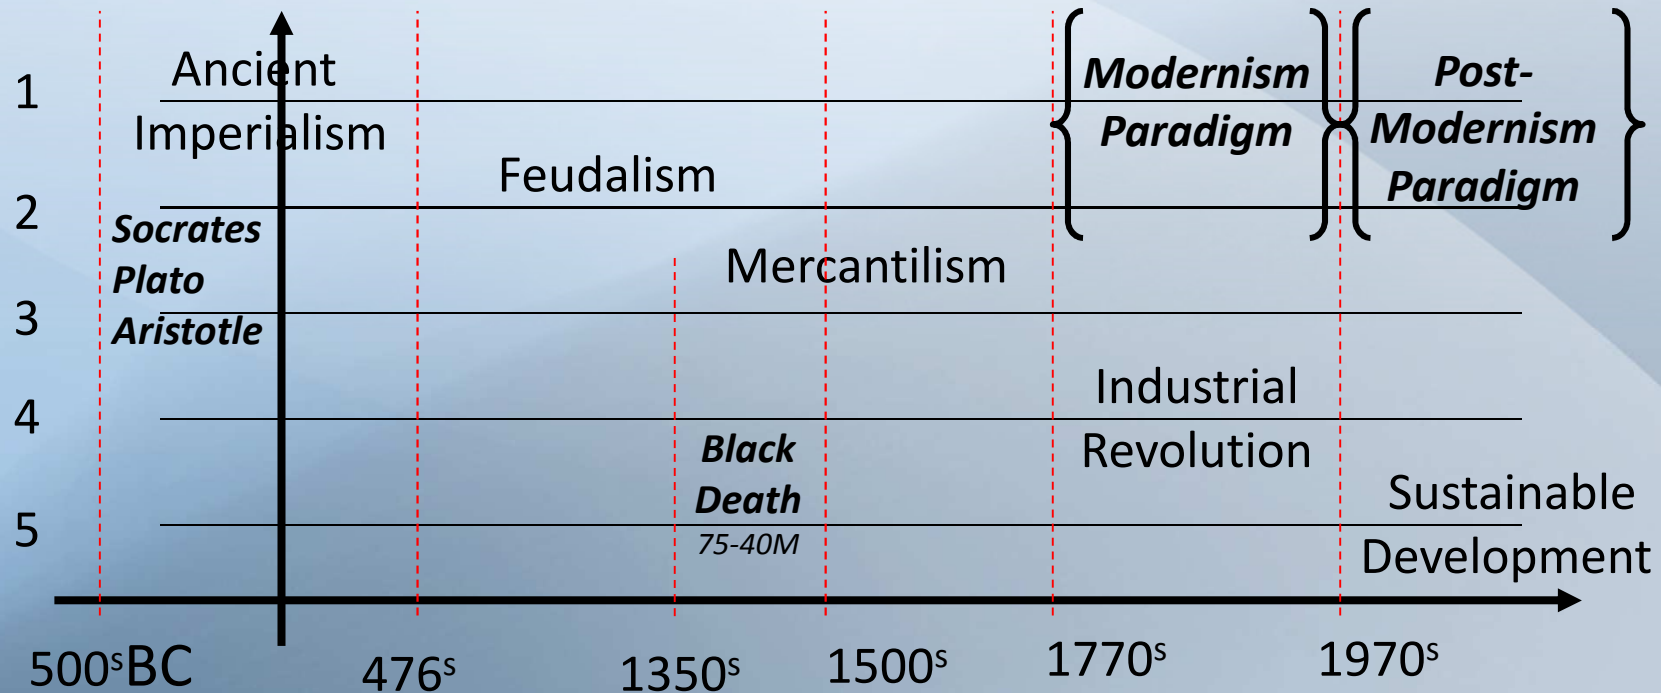 1
Ancient
Imperialism
Modernism
Paradigm
Post-
Modernism
Paradigm
2
Feudalism
Socrates
Plato
Aristotle
3
Mercantilism
4
Industrial
Revolution
Black
Death
75-40M
5
Sustainable
Development
500ˢBC
476ˢ
1350ˢ
1500ˢ
1770ˢ
1970ˢ